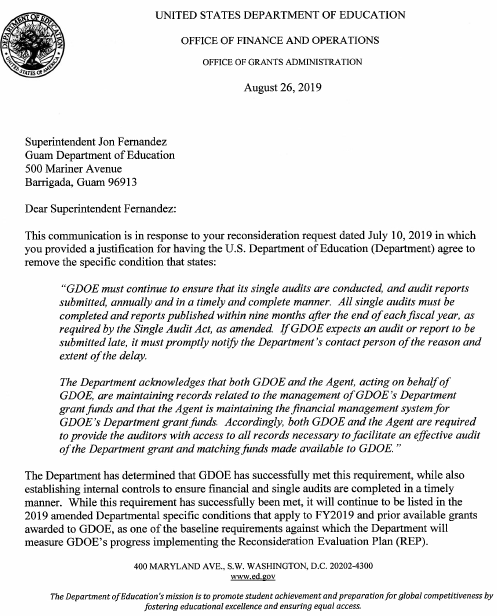 UNITED STATES DEPARTMENT OF EDUCATION
OFFICE OF FINANCE AND OPERATIONS
OFFICE OF GRANTS ADMINISTRATION
August 26, 2019
Superintendent Jon Fernandez
Guam Department of Education
500 Mariner Avenue
Barrigada, Guam 96913
Dear Superintendent Fernandez:
This communication is in response to your reconsideration request dated July 10, 2019 in which
you provided a justification for having the U.S. Department of Education (Department) agree to
remove the specific condition that states:
"GDOE must continue to ensure that its single audits are conducted, and audit reports
submitted, annually and in a timely and complete manner. All single audits must be
completed and reports published within nine months after the end of each fiscal year, as
required by the Single Audit Act, as amended. If GDOE expects an audit or report to be
submitted late, it must promptly notify the Department's contact person of the reason and
extent of the delay.
The Department acknowledges that both GDOE and the Agent, acting on behalf of
GDOE, are maintaining records related to the management of GDOE's Department
grant funds and that the Agent is maintaining the financial management system for
GDOE's Department grant funds. Accordingly, both GDOE and the Agent are required
to provide the auditors with access to all records necessary to facilitate an effective audit
of the Department grant and matching funds made available to GDOE."
The Department has determined that GDOE has successfully met this requirement, while also
establishing internal controls to ensure financial and single audits are completed in a timely
manner. While this requirement has successfully been met, it will continue to be listed in the
2019 amended Departmental specific conditions that apply to FY2019 and prior available grants
awarded to GDOE, as one of the baseline requirements against which the Department will
measure GDOE's progress implementing the Reconsideration Evaluation Plan (REP).
400 MARYLAND AVE., S.W. WASHINGTON, D.C. 20202-4300
www.ed.gov
The Department of Education's mission is to promote student achievement and preparation for global competitiveness by
fostering educational excellence and ensuring equal access.